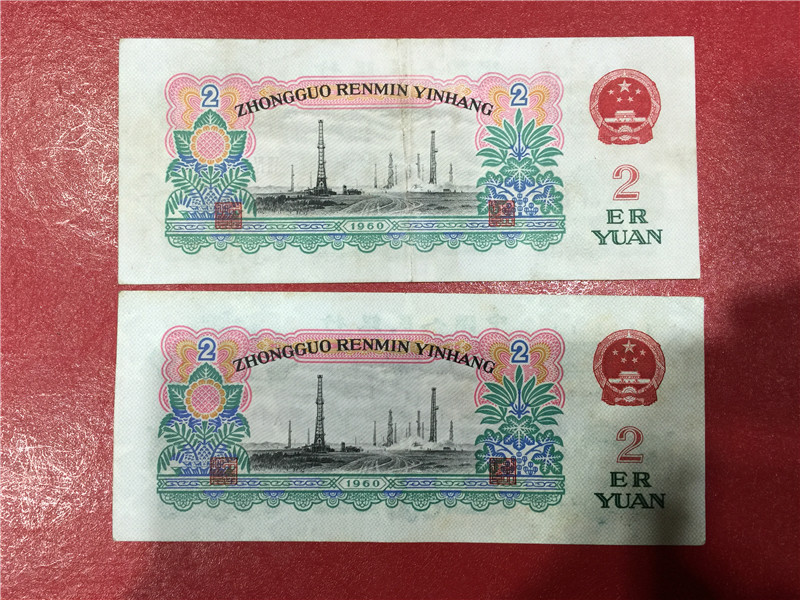 2 ZHONGGUO RENMIN YINHANG 2
2
ER
YUAN
1960
2 ZHONGGUO RENMIN YINHANG 2
2
ER
YUAN
1960